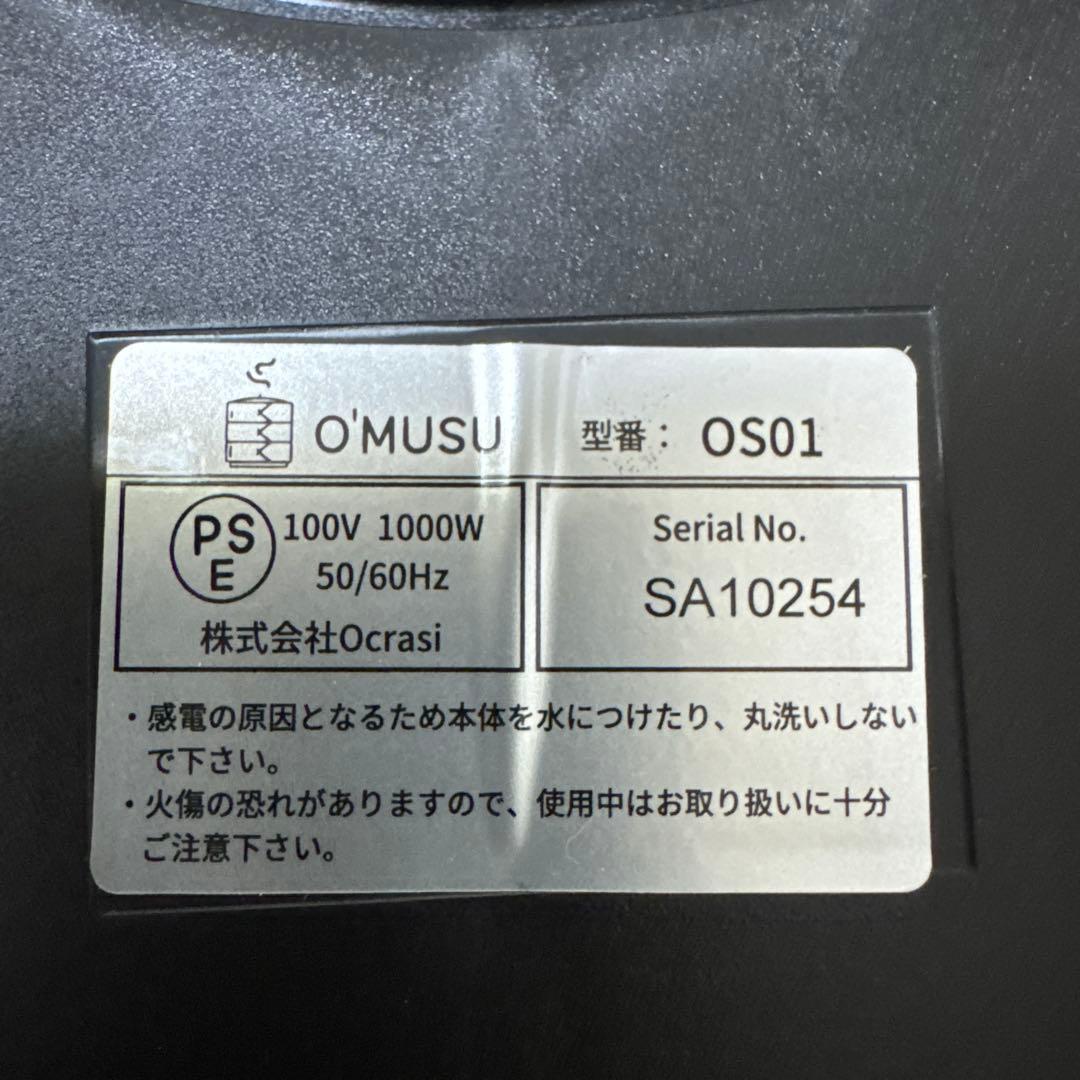 O'MUSU 型番： OS01
PS
E
100V 1000W
50/60Hz
株式会社Ocrasi
Serial No.
SA10254
・感電の原因となるため本体を水につけたり、丸洗いしない
で下さい。
・火傷の恐れがありますので、使用中はお取り扱いに十分
ご注意下さい。